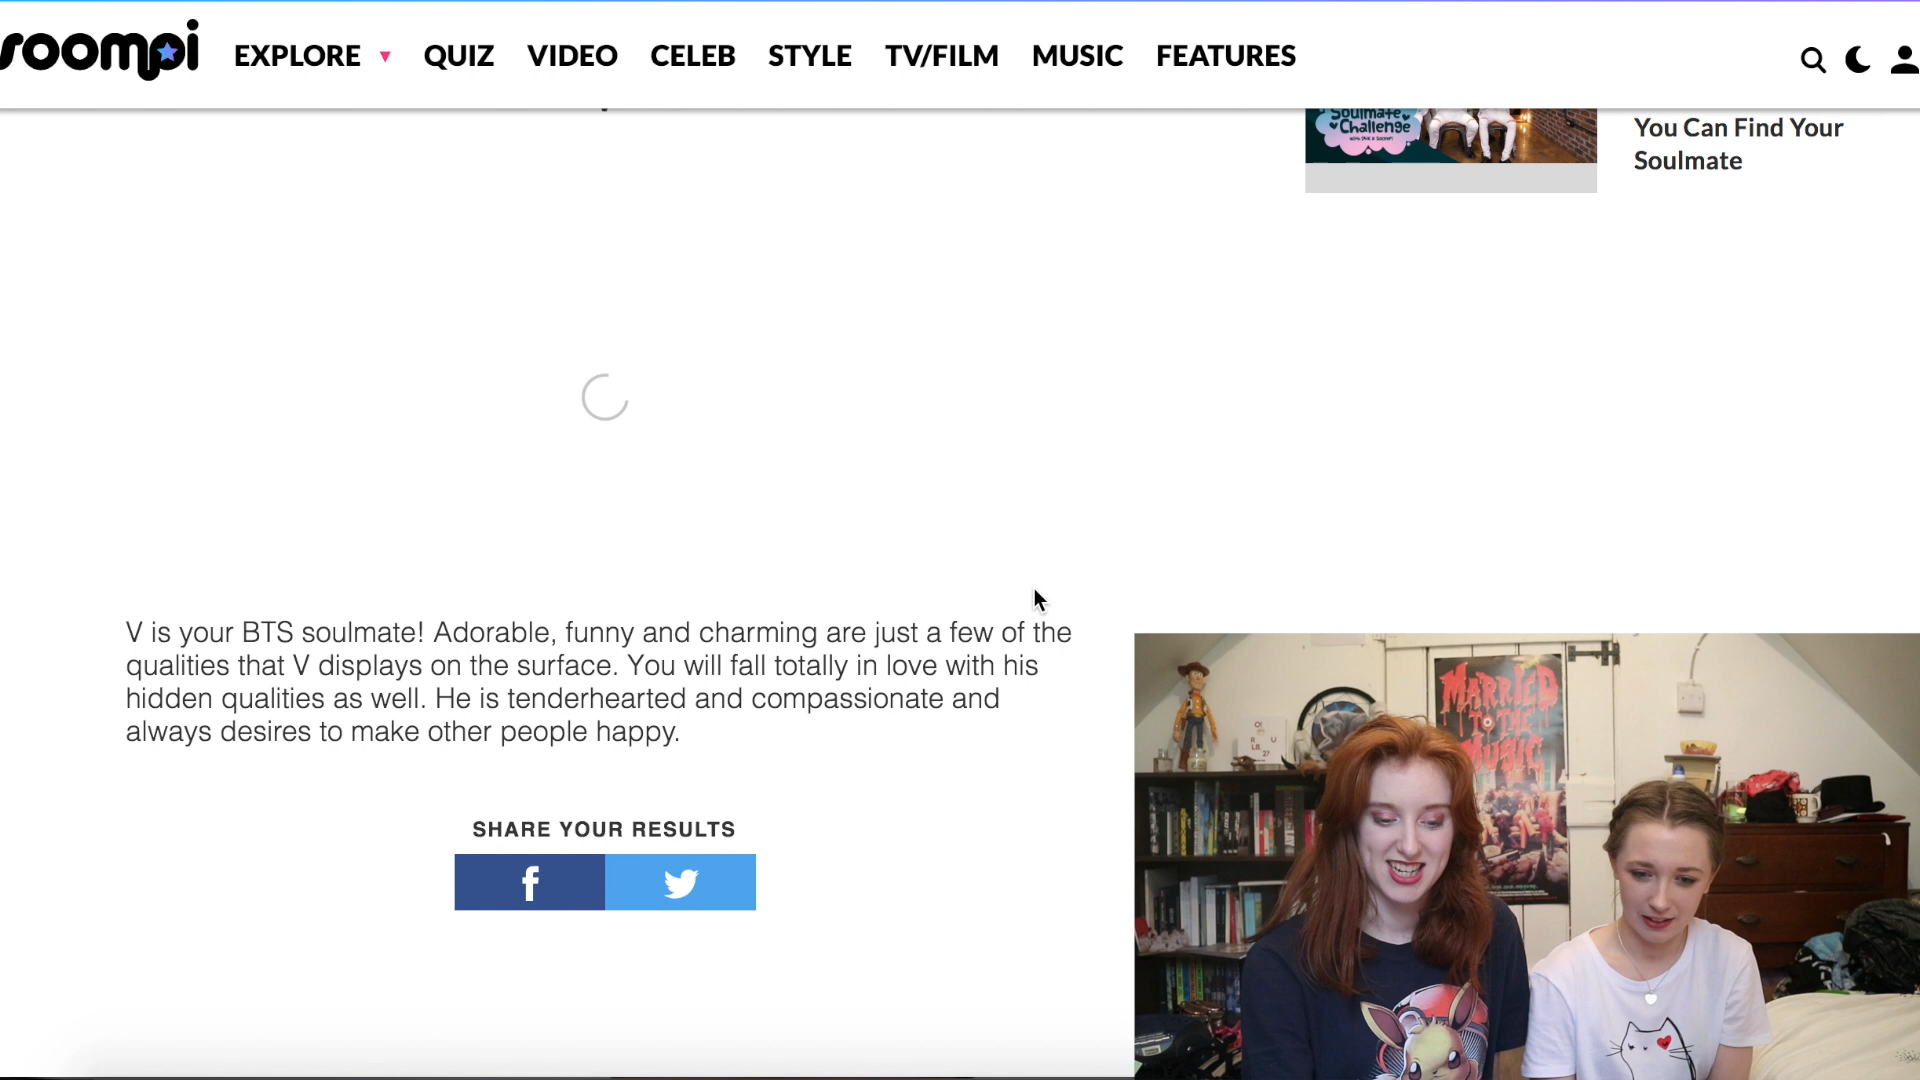 soompi
EXPLORE QUIZ VIDEO CELEB STYLE TV/FILM MUSIC FEATURES
Soulmate
Challenge
You Can Find Your
Soulmate
V is your BTS soulmate! Adorable, funny and charming are just a few of the
qualities that V displays on the surface. You will fall totally in love with his
hidden qualities as well. He is tenderhearted and compassionate and
always desires to make other people happy.
SHARE YOUR RESULTS
f
MARRIED
TO THE
MUSIC